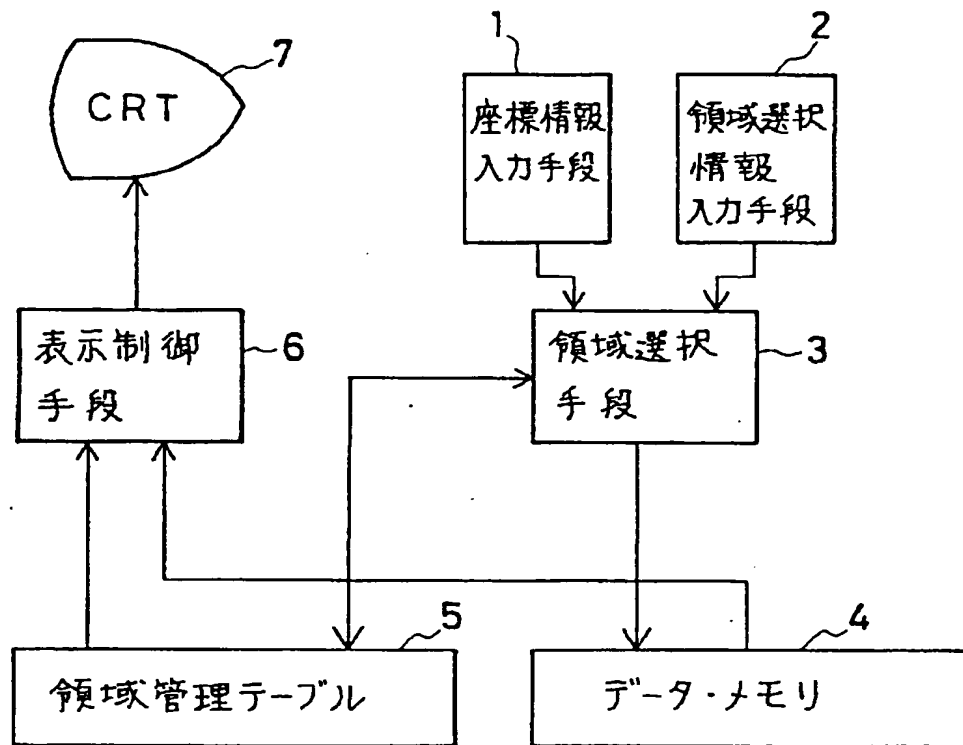 1
2
7
CRT
座標情報
入力手段
領域選択
情報
入力手段
表示制御
手段
6
領域選択
手段
3
5
4
領域管理テーブル
データ・メモリ